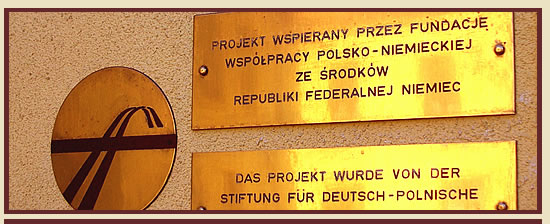 PROJEKT WSPIERANY PRZEZ FUNDACJĘ
WSPÓŁPRACY POLSKO-NIEMIECKIEJ
ZE ŚRODKÓW
REPUBLIKI FEDERALNEJ NIEMIEC
DAS PROJEKT WURDE VON DER
STIFTUNG FÜR DEUTSCH-POLNISCHE